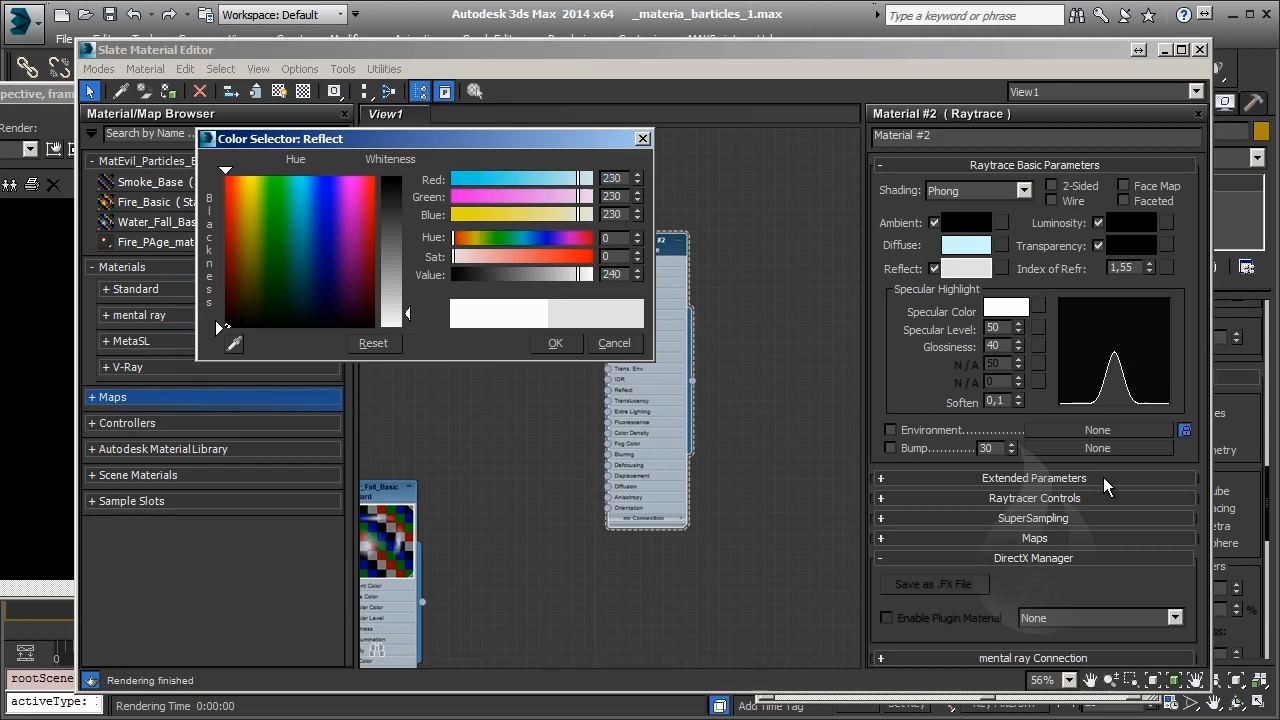 Workspace: Default
Autodesk 3ds Max 2014 x64 _materia_barticles_1.max
Type a keyword or phrase
Slate Material Editor
Modes Material Edit Select View Options Tools Utilities
spective, fram
View1
Render:
Material/Map Browser
View1
Material #2 ( Raytrace )
Search by Name ..
Material #2
- MatEvil_Particles_B
Smoke_Base (
Fire_Basic ( St
Water_Fall_Bas
Fire_PAge_mat
- Materials
+ Standard
+ mental ray
+ MetaSL
+ V-Ray
+ Maps
+ Controllers
+ Autodesk Material Library
+ Scene Materials
+ Sample Slots
Color Selector: Reflect
Hue
Whiteness
Blackness
Red: 230
Green: 230
Blue: 230
Hue: 0
Sat: 0
Value: 240
Reset
OK
Cancel
#2
Trans. Env.
IOR
Reflect
Translucency
Extra Lighting
Fluorescence
Color Density
Fog Color
Blurring
Defocusing
Displacement
Diffusion
Anisotropy
Orientation
mr Connection
_Fall_Basic
- Raytrace Basic Parameters
Shading: Phong
2-Sided
Face Map
Wire
Faceted
Ambient:
Luminosity:
Diffuse:
Transparency:
Reflect:
Index of Refr: 1,55
Specular Highlight
Specular Color
Specular Level: 50
Glossiness: 40
N / A 50
N / A 0
Soften 0,1
Environment............... None
Bump........... 30 None
+ Extended Parameters
+ Raytracer Controls
+ SuperSampling
+ Maps
- DirectX Manager
Save as .FX File
Enable Plugin Material None
+ mental ray Connection
Rendering finished
56%
rootScene
activeType:
Rendering Time: 0:00:00
Add Time Tag